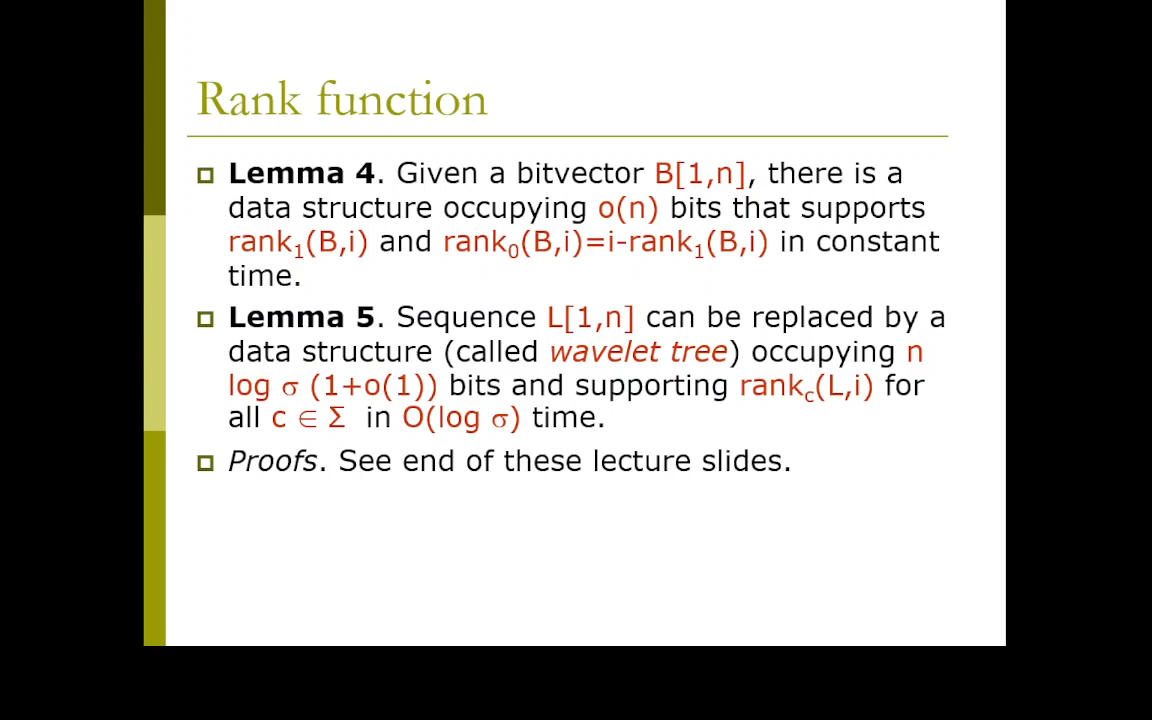 Rank function
Lemma 4. Given a bitvector B[1,n], there is a
data structure occupying o(n) bits that supports
rank₁(B,i) and rank₀(B,i)=i-rank₁(B,i) in constant
time.
Lemma 5. Sequence L[1,n] can be replaced by a
data structure (called wavelet tree) occupying n
log σ (1+o(1)) bits and supporting rank_c(L,i) for
all c ∈ Σ in O(log σ) time.
Proofs. See end of these lecture slides.